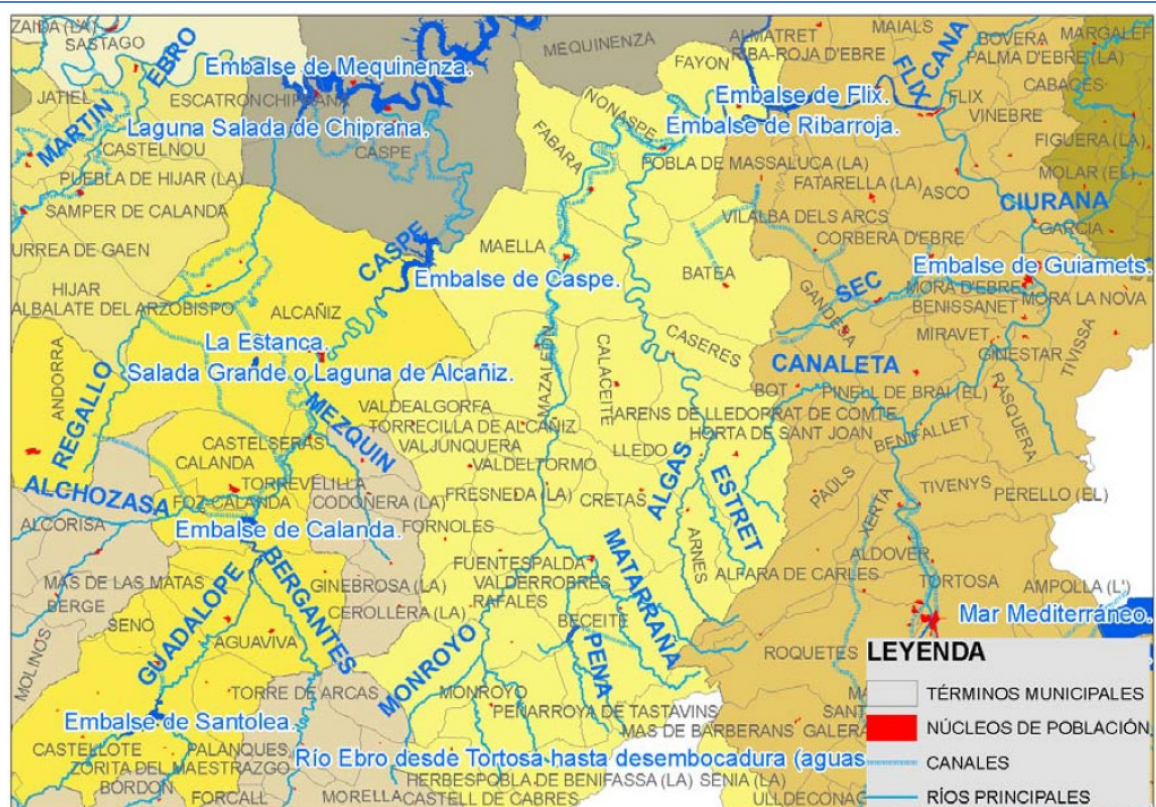 ZAIDA (LA)
SASTAGO
EBRO
MEQUINENZA
ALMATRET
RIBA-ROJA D'EBRE
MAIALS
BOVERA
MARGALEF
PALMA D'EBRE (LA)
FAYON
Embalse de Mequinenza.
FLIX
CANA
CABACES
JATIEL
ESCATRON
Embalse de Flix.
FLIX
NONASPE
VINEBRE
MARTIN
Laguna Salada de Chiprana.
Embalse de Ribarroja.
FIGUERA (LA)
CASTELNOU
CASPE
FABARA
POBLA DE MASSALUCA (LA)
MOLAR (EL)
PUEBLA DE HIJAR (LA)
FATARELLA (LA)
ASCO
CIURANA
SAMPER DE CALANDA
VILALBA DELS ARCS
GARCIA
URREA DE GAEN
CASPE
MAELLA
CORBERA D'EBRE
Embalse de Caspe.
BATEA
SEC
Embalse de Guiamets.
HIJAR
GANDESA
MORA D'EBRE
MORA LA NOVA
ALBALATE DEL ARZOBISPO
ALCAÑIZ
BENISSANET
MIRAVET
TIVISSA
La Estanca.
MAZALEON
CALACEITE
CASERES
GINESTAR
ANDORRA
Salada Grande o Laguna de Alcañiz.
CANALETA
BOT
PINELL DE BRAI (EL)
RASQUERA
REGALLO
MEZQUIN
VALDEALGORFA
ARENS DE LLEDO
PRAT DE COMTE
TORRECILLA DE ALCAÑIZ
HORTA DE SANT JOAN
BENIFALLET
CASTELSERAS
VALJUNQUERA
LLEDO
ALGAS
CALANDA
VALDELTORMO
ESTRET
PAÜLS
TORREVELILLA
FRESNEDA (LA)
CRETAS
XERTA
TIVENYS
ALCHOZASA
FOZ-CALANDA
CODOÑERA (LA)
PERELLO (EL)
ALCORISA
Embalse de Calanda.
FORNOLES
ARNES
ALDOVER
FUENTESPALDA
MATARRAÑA
MAS DE LAS MATAS
BERGANTES
GINEBROSA (LA)
VALDERROBRES
ALFARA DE CARLES
TORTOSA
AMPOLLA (L')
BERGE
CEROLLERA (LA)
RAFALES
SENO
GUADALOPE
BECEITE
Mar Mediterráneo.
MOLINOS
AGUAVIVA
MONROYO
PENA
ROQUETES
LEYENDA
TORRE DE ARCAS
MONROYO
TÉRMINOS MUNICIPALES
Embalse de Santolea.
PEÑARROYA DE TASTAVINS
MAS DE BARBERANS
GALERA
NÚCLEOS DE POBLACIÓN
CASTELLOTE
PALANQUES
Río Ebro desde Tortosa hasta desembocadura (aguas
ZORITA DEL MAESTRAZGO
CANALES
BORDON
HERBES
POBLA DE BENIFASSA (LA)
SENIA (LA)
FORCALL
MORELLA
CASTELL DE CABRES
ULLDECONA
RÍOS PRINCIPALES